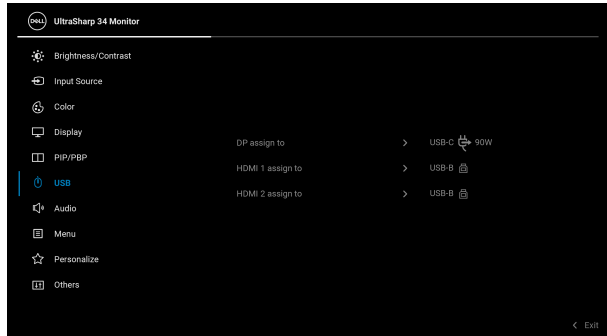 DELL UltraSharp 34 Monitor
Brightness/Contrast
Input Source
Color
Display
DP assign to USB-C 90W
PIP/PBP
HDMI 1 assign to USB-B
USB
HDMI 2 assign to USB-B
Audio
Menu
Personalize
Others
Exit